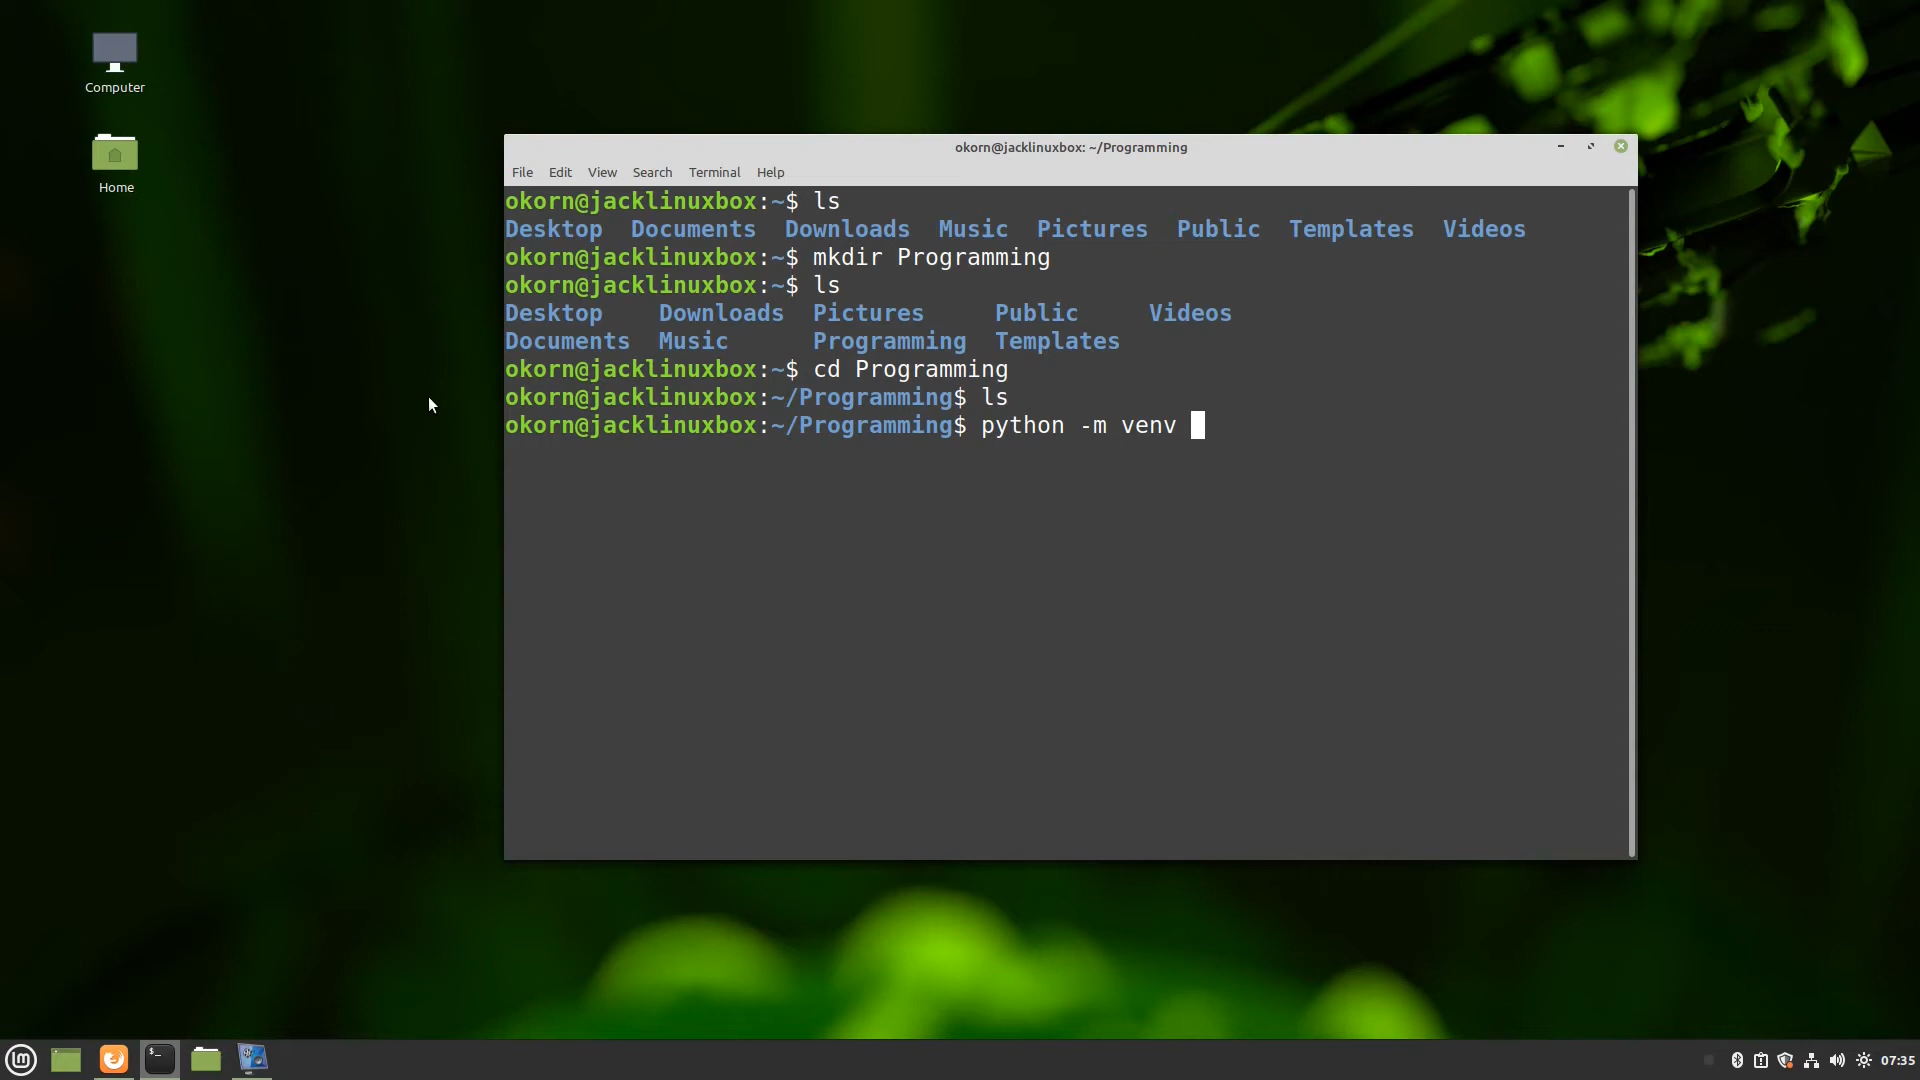 Computer
Home
okorn@jacklinuxbox: ~/Programming
File Edit View Search Terminal Help
okorn@jacklinuxbox:~$ ls
Desktop Documents Downloads Music Pictures Public Templates Videos
okorn@jacklinuxbox:~$ mkdir Programming
okorn@jacklinuxbox:~$ ls
Desktop Downloads Pictures Public Videos
Documents Music Programming Templates
okorn@jacklinuxbox:~$ cd Programming
okorn@jacklinuxbox:~/Programming$ ls
okorn@jacklinuxbox:~/Programming$ python -m venv
07:35